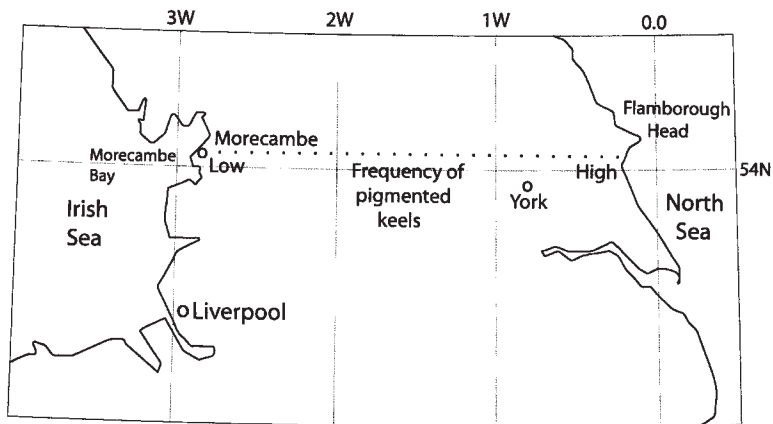 3W
2W
1W
0.0
Flamborough
Head
Morecambe
Morecambe
Bay
Low
Frequency of
pigmented
keels
High
54N
York
Irish
Sea
North
Sea
Liverpool